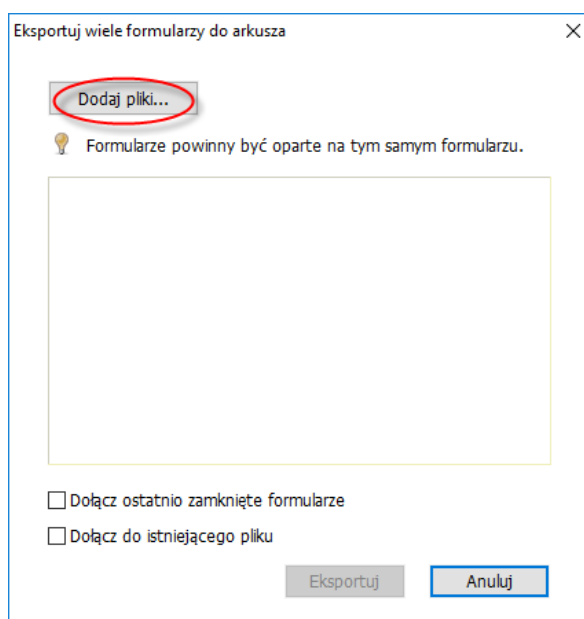 Eksportuj wiele formularzy do arkusza
Dodaj pliki...
Formularze powinny być oparte na tym samym formularzu.
Dołącz ostatnio zamknięte formularze
Dołącz do istniejącego pliku
Eksportuj Anuluj